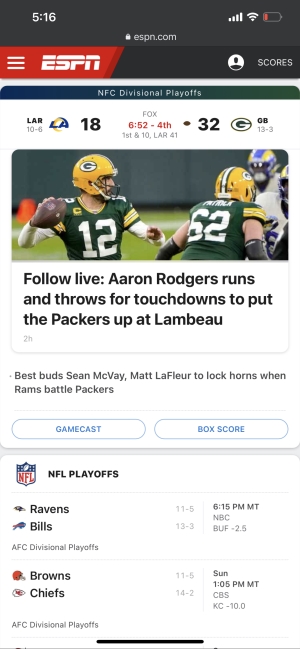 5:16
espn.com
ESPN
SCORES
NFC Divisional Playoffs
LAR
10-6
18
FOX
6:52 - 4th
1st & 10, LAR 41
32
GB
13-3
12
62
Follow live: Aaron Rodgers runs
and throws for touchdowns to put
the Packers up at Lambeau
2h
· Best buds Sean McVay, Matt LaFleur to lock horns when
Rams battle Packers
GAMECAST
BOX SCORE
NFL
NFL PLAYOFFS
Ravens 11-5
Bills 13-3
6:15 PM MT
NBC
BUF -2.5
AFC Divisional Playoffs
Browns 11-5
Chiefs 14-2
Sun
1:05 PM MT
CBS
KC -10.0
AFC Divisional Playoffs